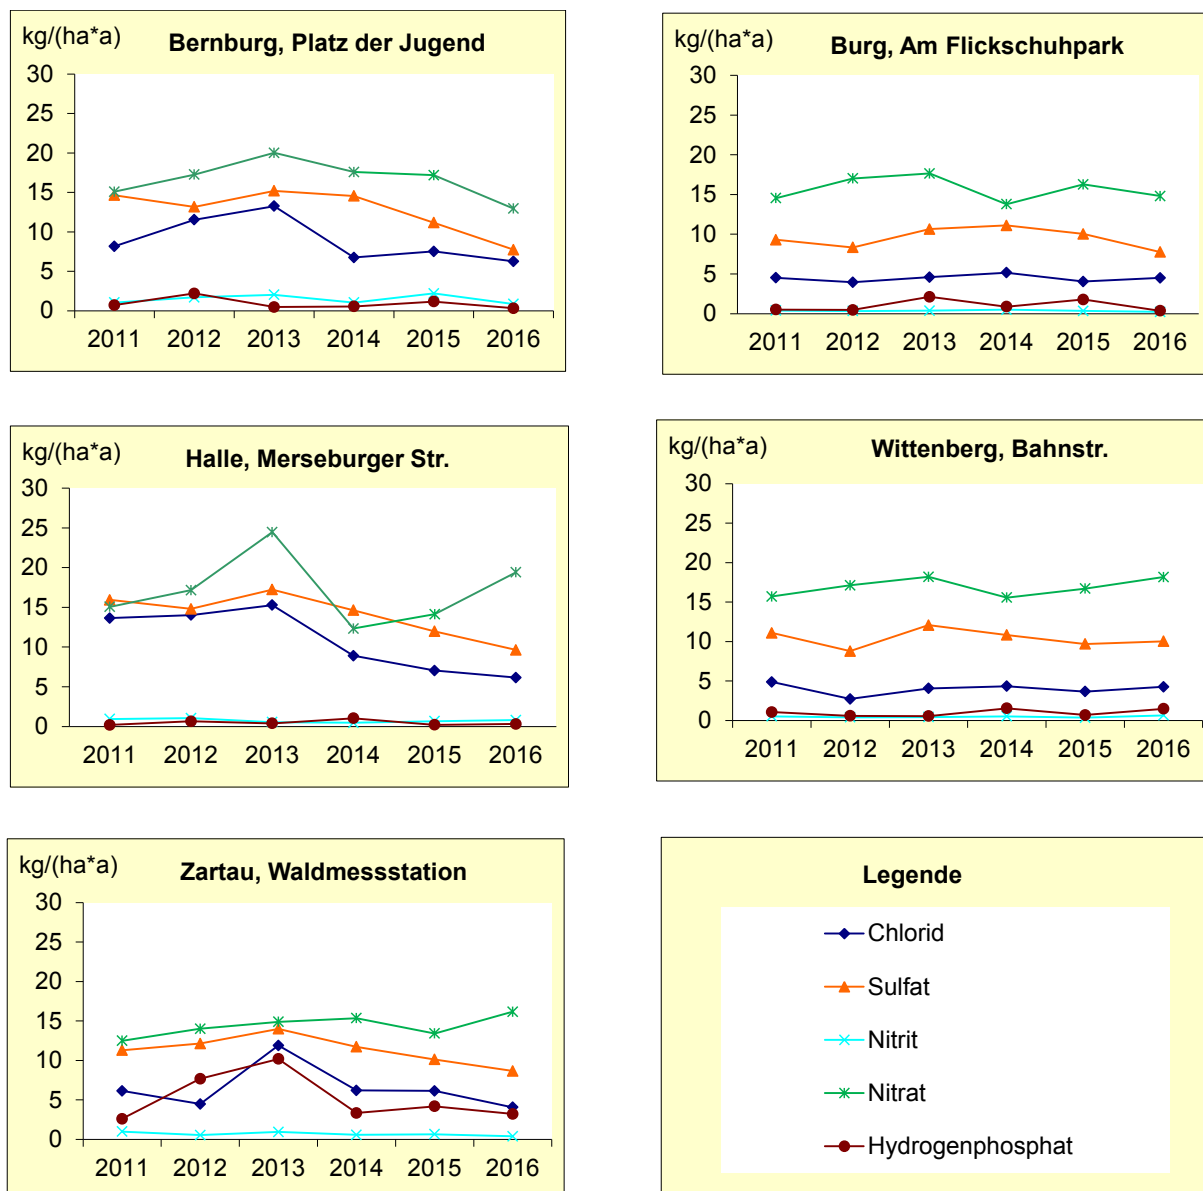 kg/(ha*a)
Bernburg, Platz der Jugend
30
25
20
15
10
5
0
2011 2012 2013 2014 2015 2016
kg/(ha*a)
Burg, Am Flickschuhpark
30
25
20
15
10
5
0
2011 2012 2013 2014 2015 2016
kg/(ha*a)
Halle, Merseburger Str.
30
25
20
15
10
5
0
2011 2012 2013 2014 2015 2016
kg/(ha*a)
Wittenberg, Bahnstr.
30
25
20
15
10
5
0
2011 2012 2013 2014 2015 2016
kg/(ha*a)
Zartau, Waldmessstation
30
25
20
15
10
5
0
2011 2012 2013 2014 2015 2016
Legende
Chlorid
Sulfat
Nitrit
Nitrat
Hydrogenphosphat